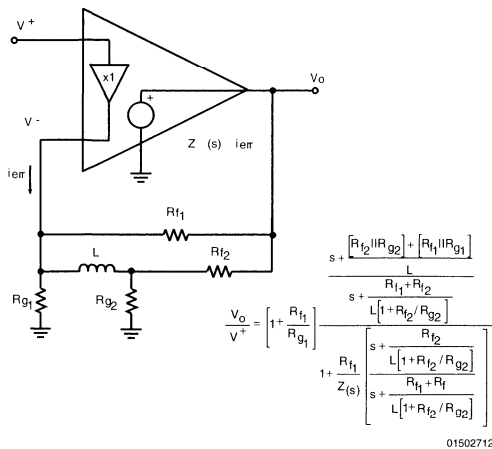 V+
x1
+
Vo
V-
Z (s) ierr
ierr
Rf1
L
Rf2
Rg1
Rg2
Vo / V+ = [1 + Rf1 / Rg1] s + [Rf2||Rg2] + [Rf1||Rg1] / L
s + Rf1 + Rf2 / L[1 + Rf2 / Rg2]
1 + Rf1 / Z(s) [s + Rf2 / L[1 + Rf2 / Rg2]
s + Rf1 + Rf / L[1 + Rf2 / Rg2]]
01502712